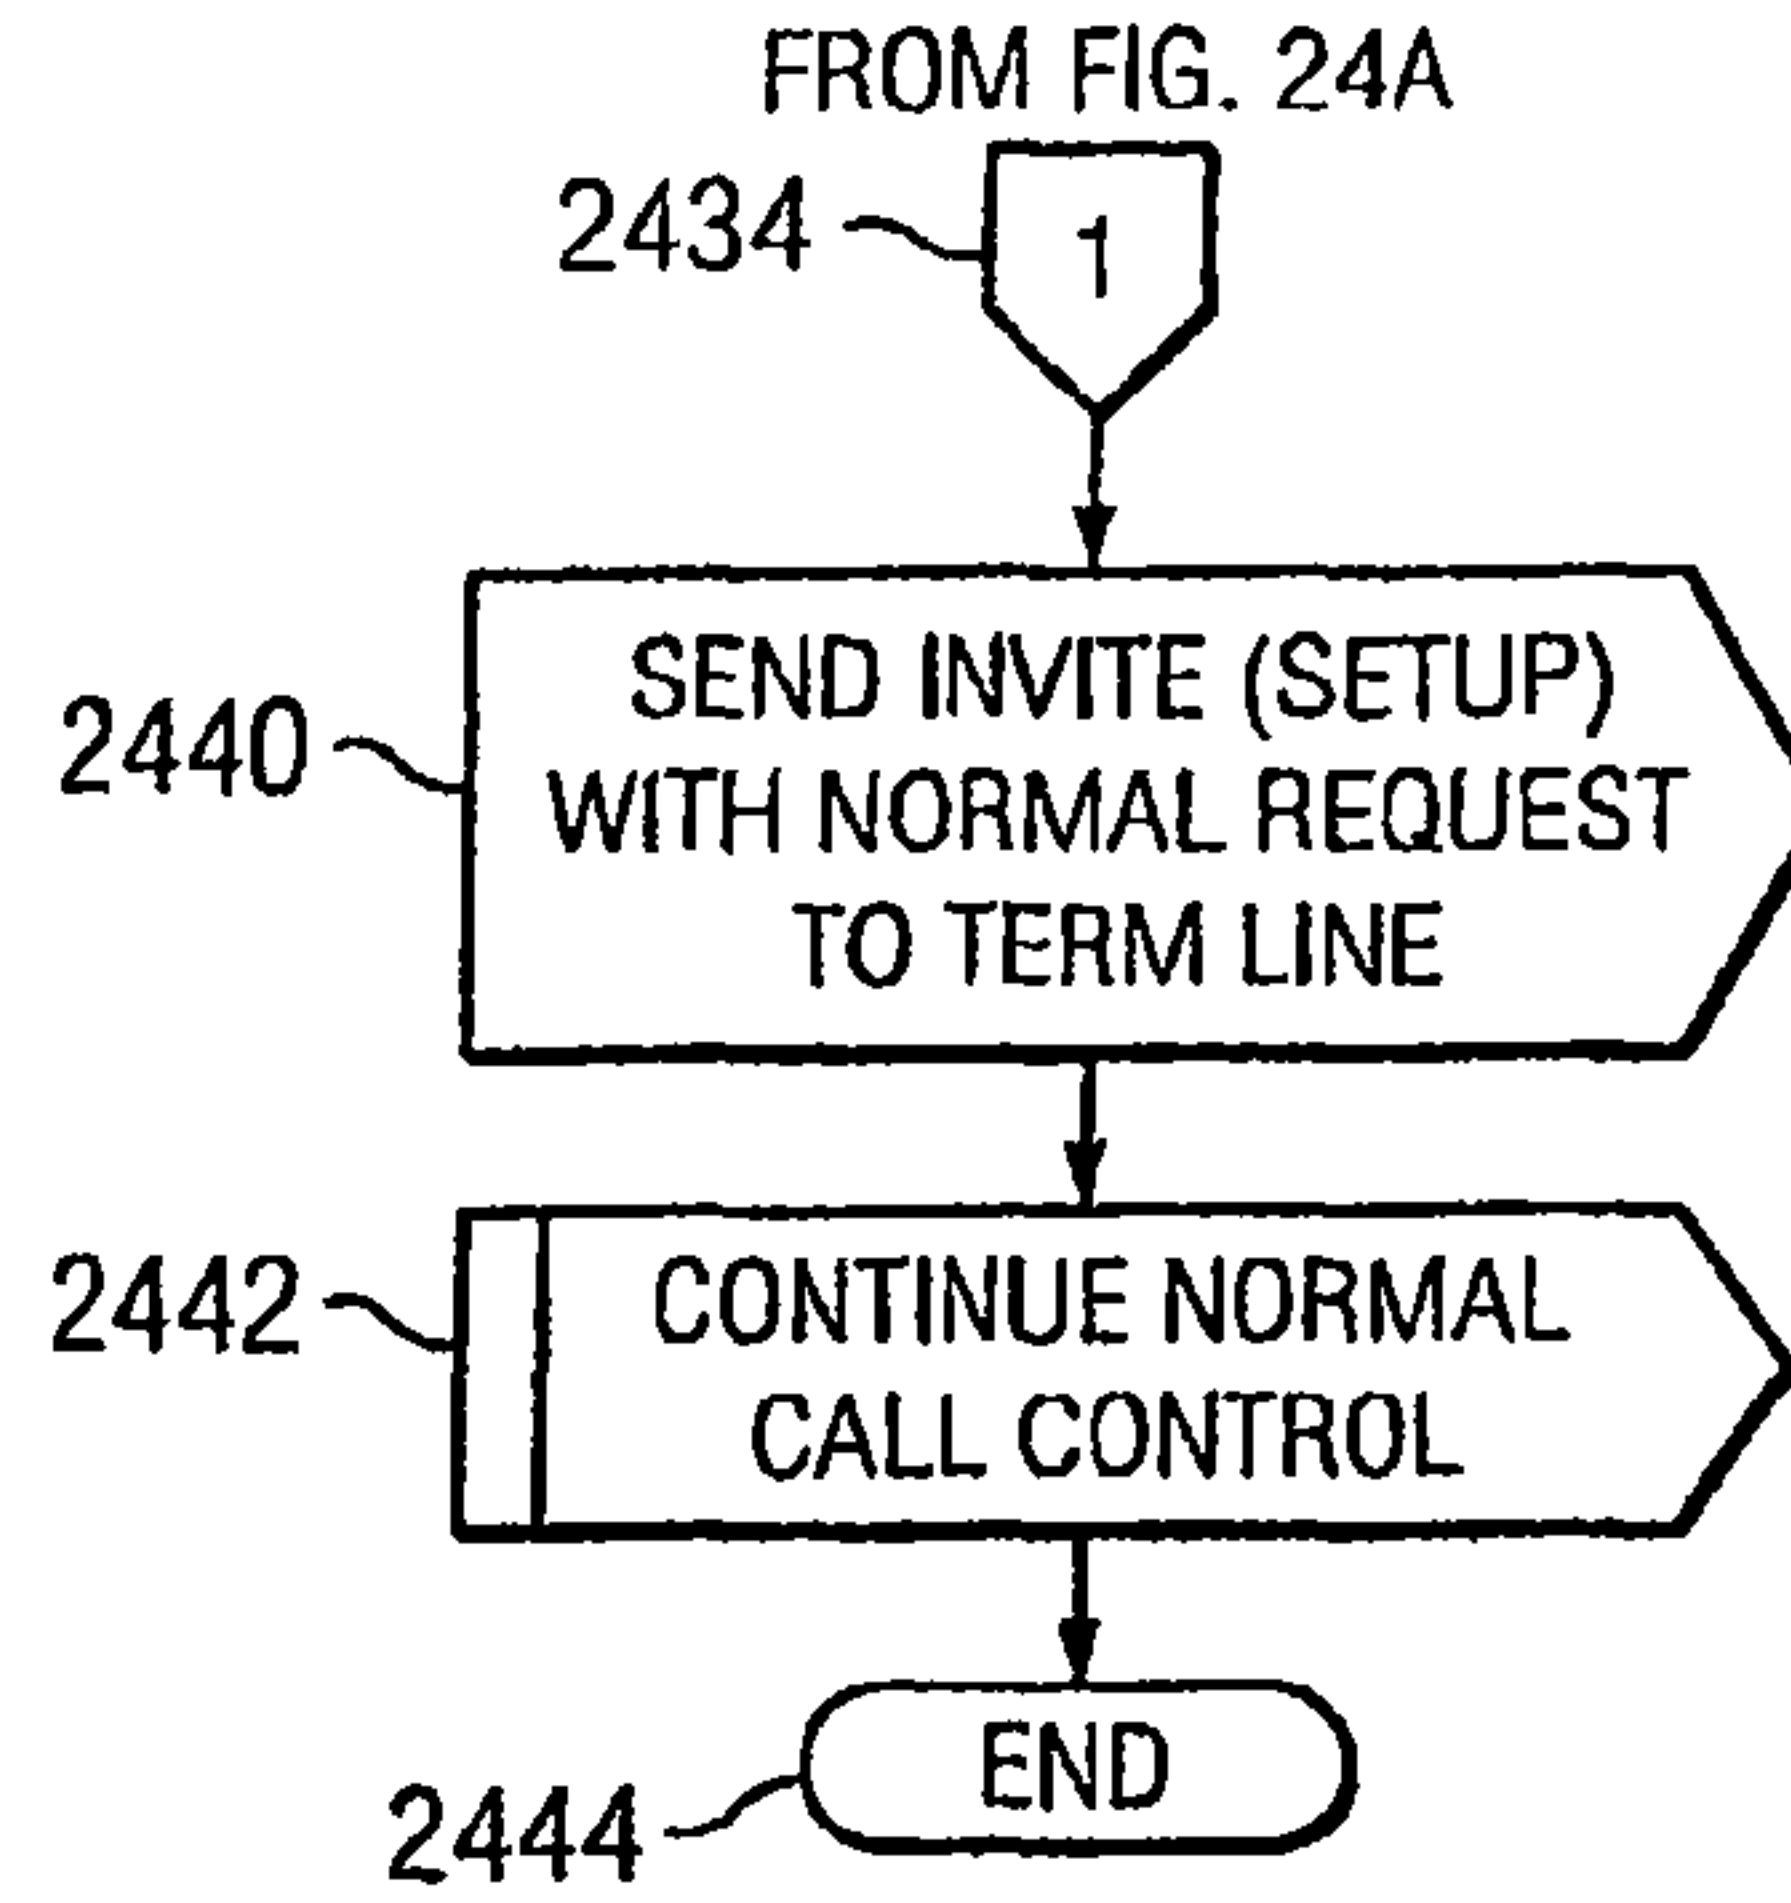 FROM FIG. 24A
2434
1
2440
SEND INVITE (SETUP)
WITH NORMAL REQUEST
TO TERM LINE
2442
CONTINUE NORMAL
CALL CONTROL
END
2444